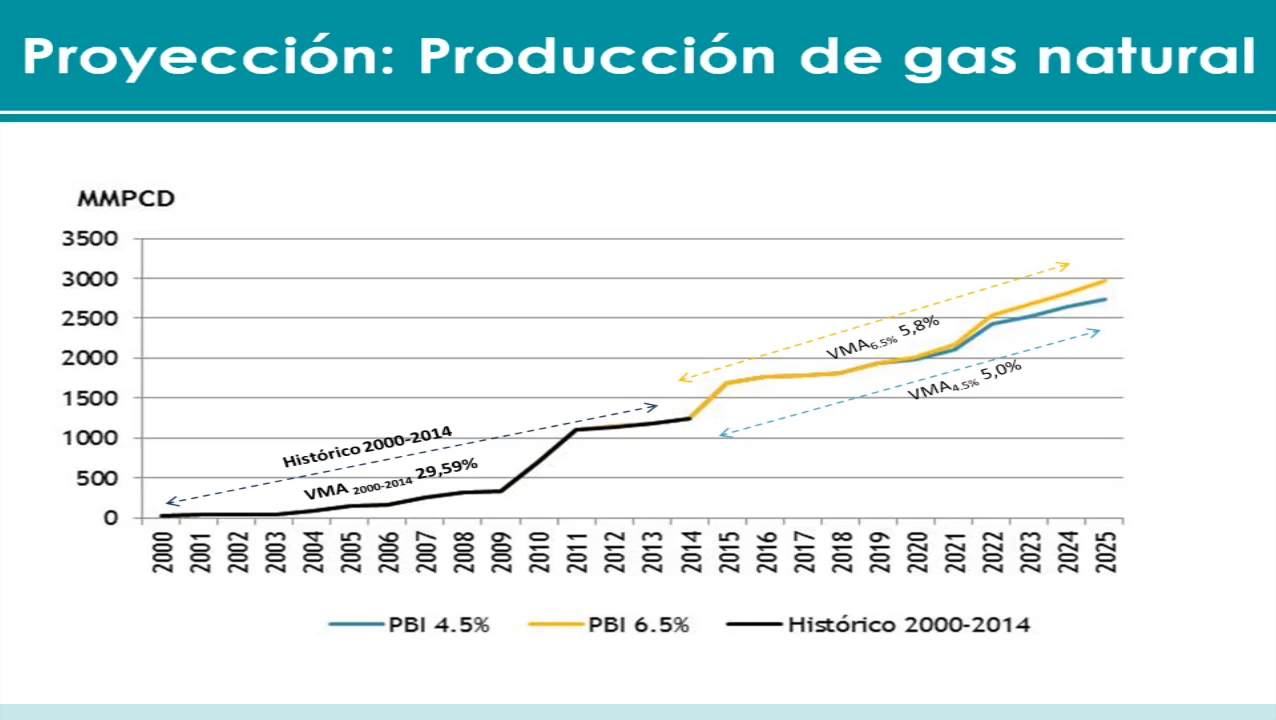 Proyección: Producción de gas natural
MMPCD
3500
3000
2500
2000
1500
1000
500
0
VMA6.5% 5,8%
VMA4.5% 5,0%
Histórico 2000-2014
VMA 2000-2014 29,59%
2000 2001 2002 2003 2004 2005 2006 2007 2008 2009 2010 2011 2012 2013 2014 2015 2016 2017 2018 2019 2020 2021 2022 2023 2024 2025
PBI 4.5% PBI 6.5% Histórico 2000-2014